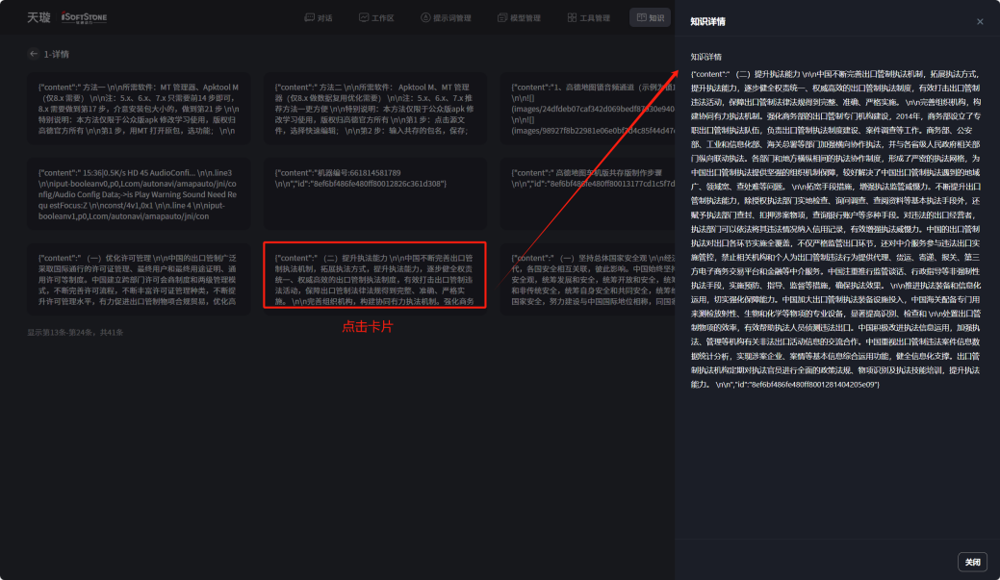 天璇 iSOFTSTONE
对话 工作区 提示词管理 模型管理 工具管理 知识
1-详情
{"content":" 方法一 \n\n所需软件：MT 管理器、Apktool M
（仅8.x 需要） \n\n注：5.x、6.x、7.x 只需要前14 步即可，
8.x 需要做到第17 步，介意安装包大小的，做到第21 步 \n\n
特别说明：本方法仅限于公众版apk 修改学习使用，版权归
高德官方所有 \n\n第1 步，用MT 打开原包，选功能； \n\n
{"content":" 方法二 \n\n所需软件：Apktool M、MT 管理
器（仅8.x 做数据复用优化需要） \n\n注：5.x、6.x、7.x 推
荐方法一更方便 \n\n特别说明：本方法仅限于公众版apk 修
改学习使用，版权归高德官方所有 \n\n第1 步：点击源文
件，选择快速编辑； \n\n第2 步：输入共存的包名，保存；
{"content":"1、高德地图锁音频通道（示例为锁1
\n\n![]
(images/24dfdeb07caf342d069bedf87930e940
\n\n![]
(images/98927f8b22981e06e0bf7d4c85f44d47
{"content":" 15:36|0.5K/s HD 45 AudioConfi... \n\n.line3
\n\niput-booleanv0,p0,Lcom/autonavi/amapauto/jni/co
nfig/Audio Config Data;->is Play Warning Sound Need Re
qu estFocus:Z \n\nconst/4v1,0x1 \n\n.line 4 \n\niput-
booleanv1,p0,Lcom/autonavi/amapauto/jni/con
{"content":"机器编号:661814581789
\n\n","id":"8ef6bf486fe480ff80012826c361d308"}
{"content":" 高德地图车机版共存版制作步骤
\n\n","id":"8ef6bf486fe480ff80013177cd1c5f7d
{"content":" （一）优化许可管理 \n\n中国的出口管制广泛
采取国际通行的许可证管理、最终用户和最终用途证明、通
用许可等制度。中国建立跨部门许可会商制度和两级管理模
式，不断完善许可流程，不断丰富许可证管理种类，不断提
升许可管理水平，有力促进出口管制物项合规贸易，优化高
{"content":" （二）提升执法能力 \n\n中国不断完善出口管
制执法机制，拓展执法方式，提升执法能力，逐步健全权责
统一、权威高效的出口管制执法制度，有效打击出口管制违
法活动，保障出口管制法律法规得到完整、准确、严格实
施。 \n\n完善组织机构，构建协同有力执法机制。强化商务
{"content":" （一）坚持总体国家安全观 \n\n经济
代，各国安全相互关联，彼此影响。中国始终坚持
安全观，统筹发展和安全，统筹开放和安全，统筹
和非传统安全，统筹自身安全和共同安全，统筹维
国家安全，努力建设与中国国际地位相称，同国家
点击卡片
显示第13条-第24条，共41条
知识详情
知识详情
{"content":" （二）提升执法能力 \n\n中国不断完善出口管制执法机制，拓展执法方式，
提升执法能力，逐步健全权责统一、权威高效的出口管制执法制度，有效打击出口管制
违法活动，保障出口管制法律法规得到完整、准确、严格实施。 \n\n完善组织机构，构
建协同有力执法机制。强化商务部的出口管制专门机构建设，2014年，商务部设立了专
职出口管制执法队伍，负责出口管制执法制度建设、案件调查等工作。商务部、公安
部、工业和信息化部、海关总署等部门加强横向协作执法，并与各省级人民政府相关部
门纵向联动执法。各部门和地方横纵相间的执法协作制度，形成了严密的执法网格，为
中国出口管制执法提供坚强的组织机制保障，较好解决了中国出口管制执法遇到的地域
广、领域宽、查处难等问题。 \n\n拓宽手段措施，增强执法监管威慑力。不断提升出口
管制执法能力，除授权执法部门实地检查、询问调查、查阅资料等基本执法手段外，还
赋予执法部门查封、扣押涉案物项，查询银行账户等多种手段。对违法的出口经营者，
执法部门可以依法将其违法情况纳入信用记录，有效增强执法威慑力。中国的出口管制
执法对出口各环节实施全覆盖，不仅严格监管出口环节，还对中介服务参与违法出口实
施管控，禁止相关机构和个人为出口管制违法行为提供代理、货运、寄递、报关、第三
方电子商务交易平台和金融等中介服务。中国注重推行监管谈话、行政指导等非强制性
执法手段，实施预防、指导、监督等措施，确保执法效果。 \n\n推进执法装备和信息化
运用，切实强化保障能力。中国加大出口管制执法装备设施投入，中国海关配备专门用
来测检放射性、生物和化学等物项的专业设备，显著提高识别、检查和 \n\n处置出口管
制物项的效率，有效帮助执法人员侦测违法出口。中国积极改进执法信息运用，加强执
法、管理等机构有关非法出口活动信息的交流合作。中国重视出口管制违法案件信息数
据统计分析，实现涉案企业、案情等基本信息综合运用功能，健全信息化支撑。出口管
制执法机构定期对执法官员进行全面的政策法规、物项识别及执法技能培训，提升执法
能力。 \n\n","id":"8ef6bf486fe480ff8001281404205e09"}
关闭